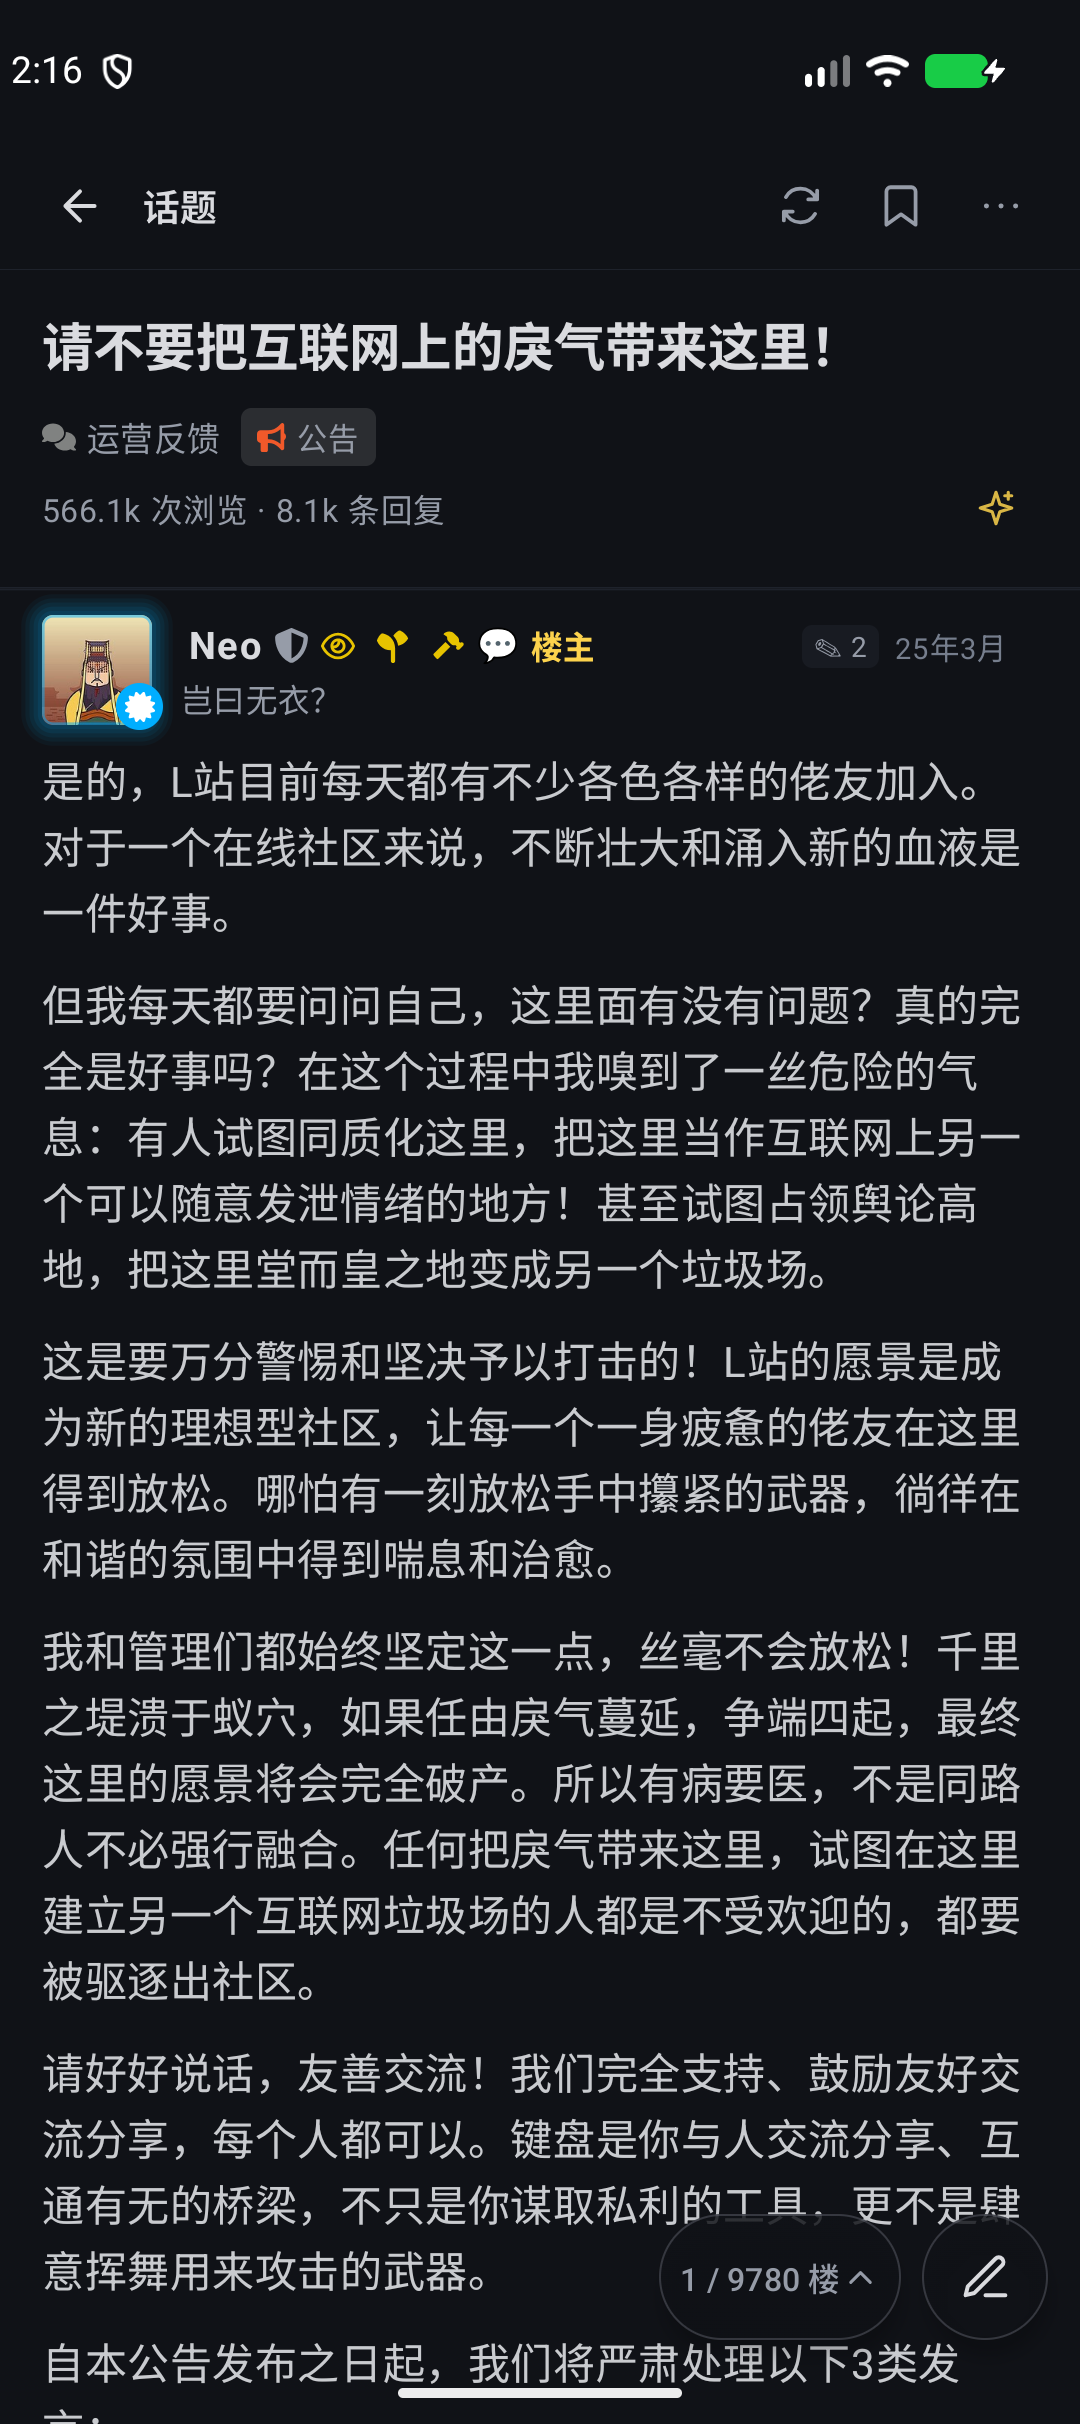 2:16
话题
请不要把互联网上的戾气带来这里！
运营反馈 公告
566.1k 次浏览 · 8.1k 条回复
Neo 楼主 2 25年3月
岂曰无衣？
是的，L站目前每天都有不少各色各样的佬友加入。
对于一个在线社区来说，不断壮大和涌入新的血液是
一件好事。
但我每天都要问问自己，这里面有没有问题？真的完
全是好事吗？在这个过程中我嗅到了一丝危险的气
息：有人试图同质化这里，把这里当作互联网上另一
个可以随意发泄情绪的地方！甚至试图占领舆论高
地，把这里堂而皇之地变成另一个垃圾场。
这是要万分警惕和坚决予以打击的！L站的愿景是成
为新的理想型社区，让每一个一身疲惫的佬友在这里
得到放松。哪怕有一刻放松手中攥紧的武器，徜徉在
和谐的氛围中得到喘息和治愈。
我和管理们都始终坚定这一点，丝毫不会放松！千里
之堤溃于蚁穴，如果任由戾气蔓延，争端四起，最终
这里的愿景将会完全破产。所以有病要医，不是同路
人不必强行融合。任何把戾气带来这里，试图在这里
建立另一个互联网垃圾场的人都是不受欢迎的，都要
被驱逐出社区。
请好好说话，友善交流！我们完全支持、鼓励友好交
流分享，每个人都可以。键盘是你与人交流分享、互
通有无的桥梁，不只是你谋取私利的工具，更不是肆
意挥舞用来攻击的武器。
1 / 9780 楼
自本公告发布之日起，我们将严肃处理以下3类发
言：